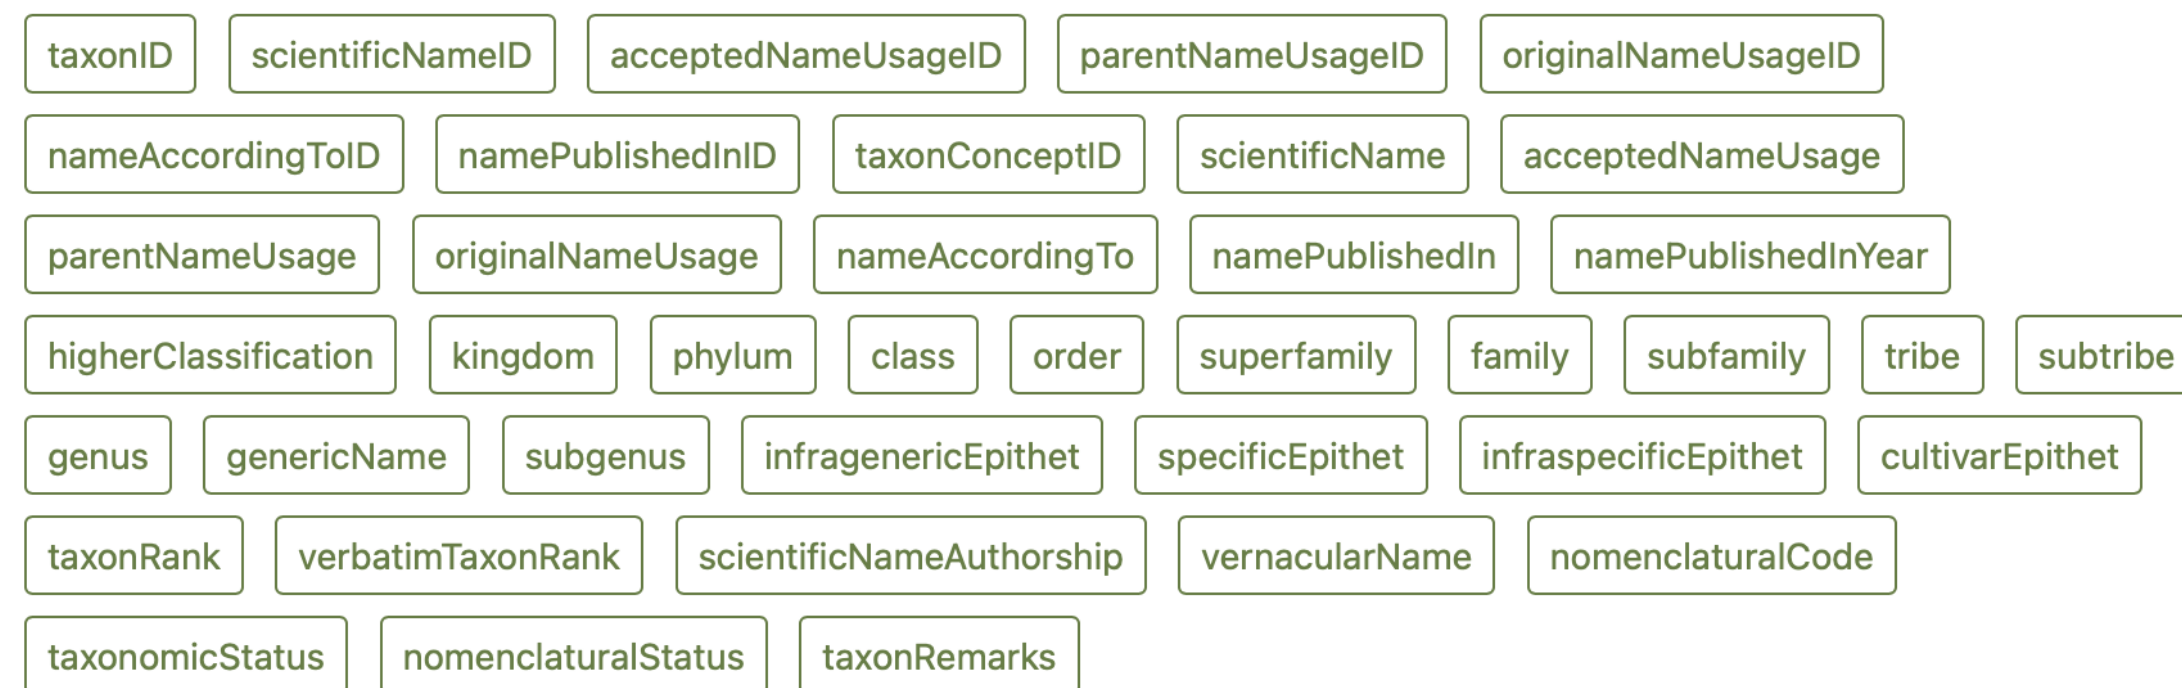 taxonID scientificNameID acceptedNameUsageID parentNameUsageID originalNameUsageID
nameAccordingToID namePublishedInID taxonConceptID scientificName acceptedNameUsage
parentNameUsage originalNameUsage nameAccordingTo namePublishedIn namePublishedInYear
higherClassification kingdom phylum class order superfamily family subfamily tribe subtribe
genus genericName subgenus infragenericEpithet specificEpithet infraspecificEpithet cultivarEpithet
taxonRank verbatimTaxonRank scientificNameAuthorship vernacularName nomenclaturalCode
taxonomicStatus nomenclaturalStatus taxonRemarks